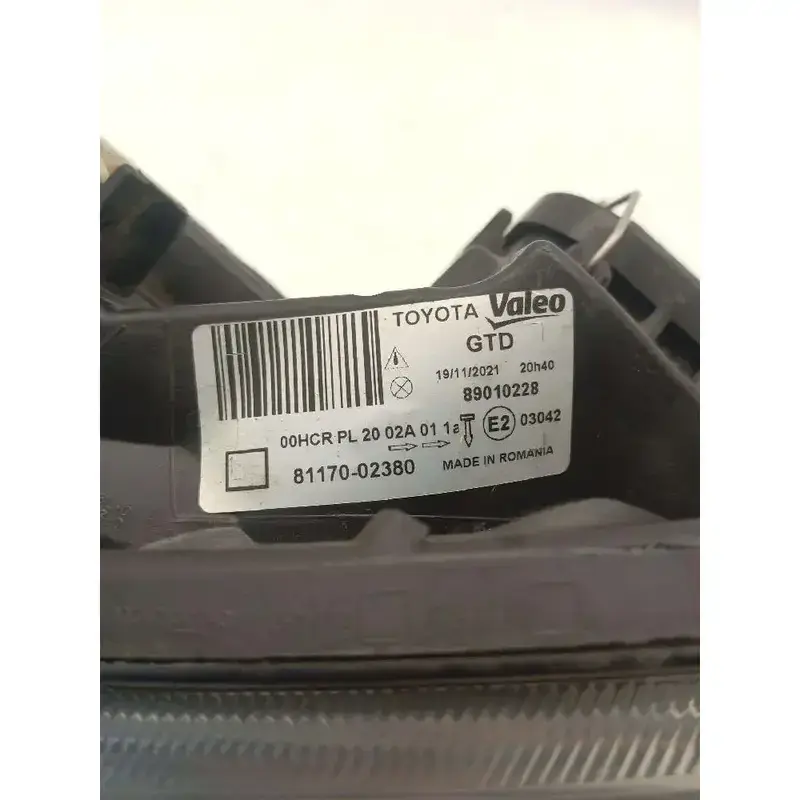 TOYOTA Valeo
GTD
19/11/2021 20h40
89010228
00HCR PL 20 02A 01 1a E2 03042
81170-02380 MADE IN ROMANIA